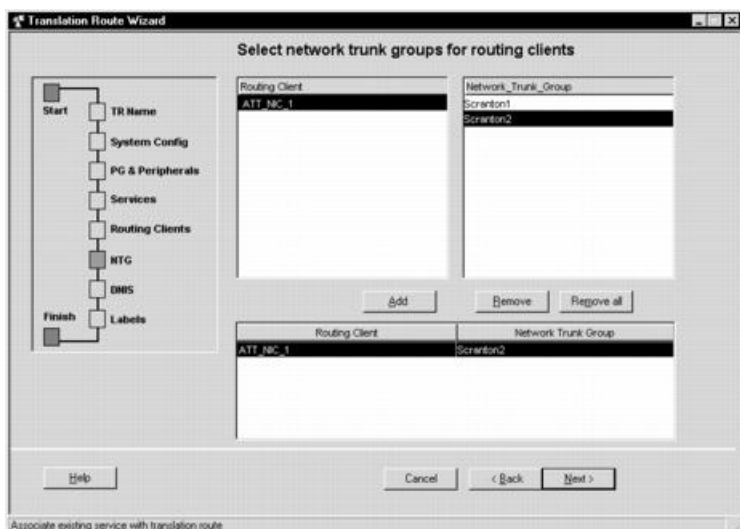 Translation Route Wizard
Select network trunk groups for routing clients
Start
TR Name
System Config
PG & Peripherals
Services
Routing Clients
NTG
DNIS
Labels
Finish
Routing Client
ATT_NIC_1
Network_Trunk_Group
Scranton1
Scranton2
Add
Remove
Remove all
Routing Client Network Trunk Group
ATT_NIC_1 Scranton2
Help
Cancel
< Back
Next >
Associate existing service with translation route